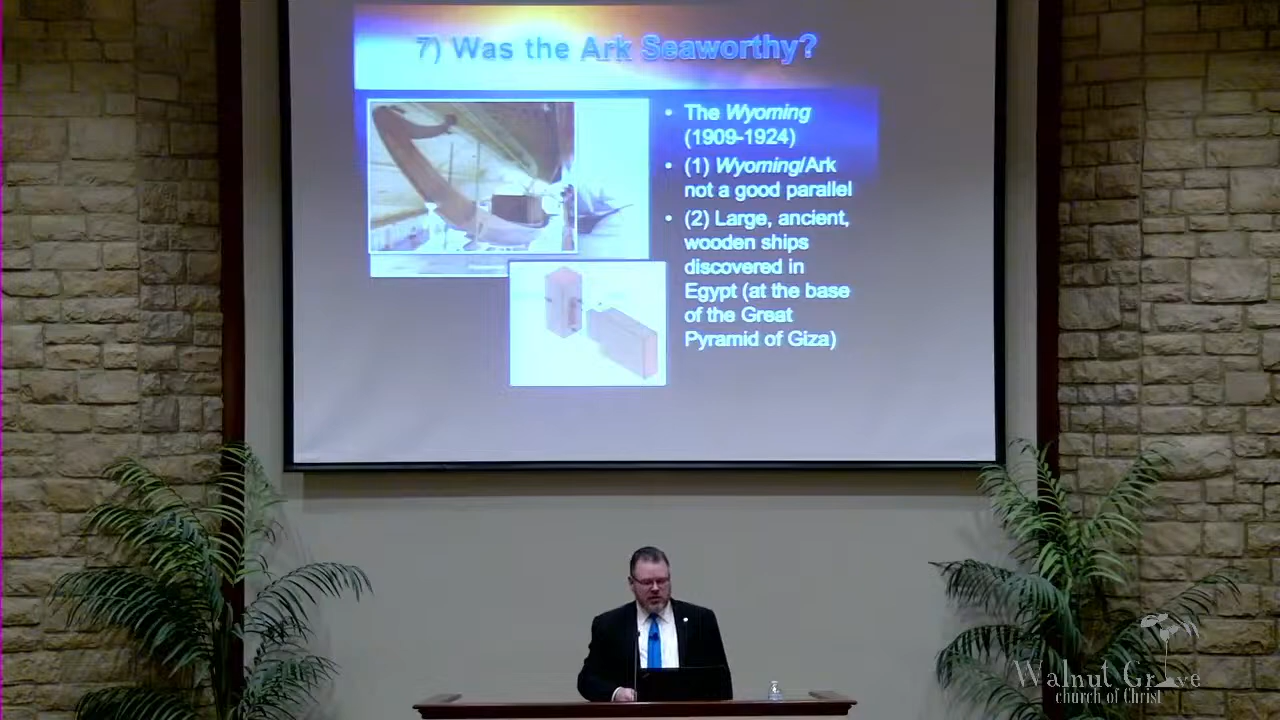 7) Was the Ark Seaworthy?
• The Wyoming
(1909-1924)
• (1) Wyoming/Ark
not a good parallel
• (2) Large, ancient,
wooden ships
discovered in
Egypt (at the base
of the Great
Pyramid of Giza)
Walnut Grove
church of Christ